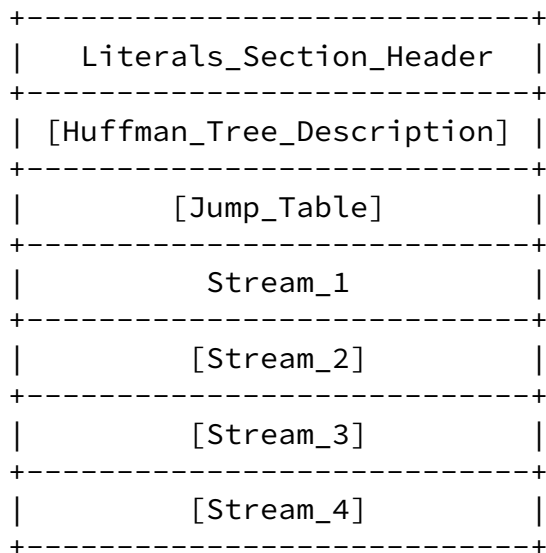 +----------------------------+
|   Literals_Section_Header  |
+----------------------------+
| [Huffman_Tree_Description] |
+----------------------------+
|        [Jump_Table]        |
+----------------------------+
|          Stream_1          |
+----------------------------+
|         [Stream_2]         |
+----------------------------+
|         [Stream_3]         |
+----------------------------+
|         [Stream_4]         |
+----------------------------+